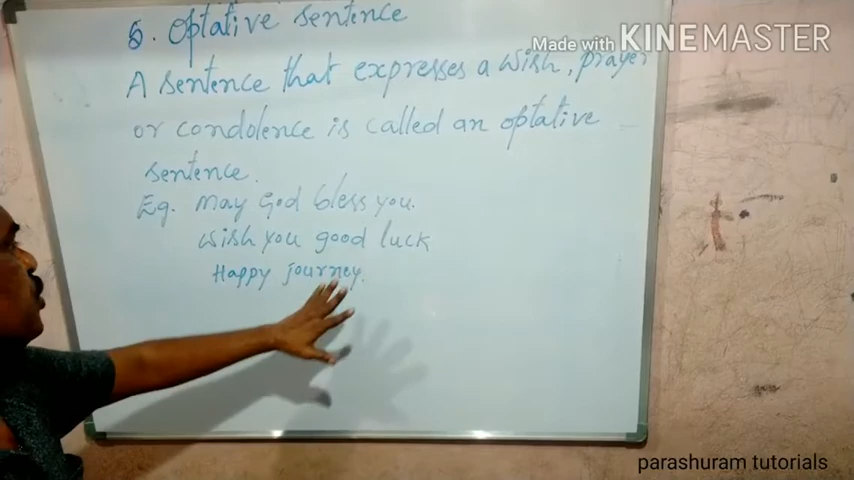 5. Optative sentence
Made with KINEMASTER
A sentence that expresses a wish, prayer
or condolence is called an optative
sentence.
Eg. May God bless you.
wish you good luck
Happy journey.
parashuram tutorials